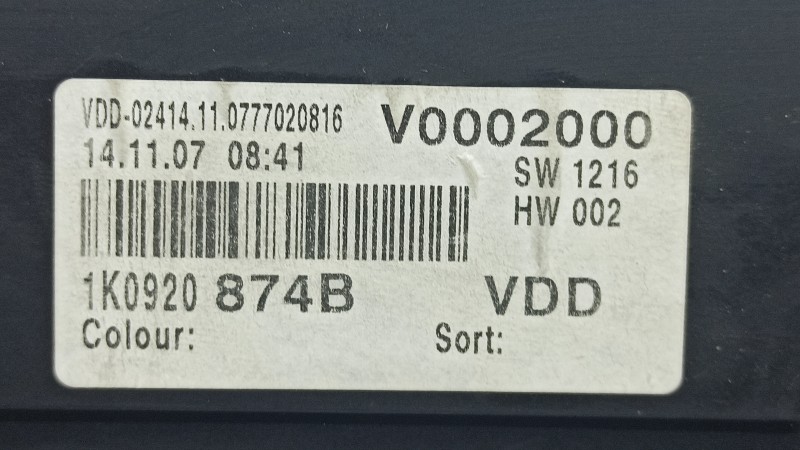 VDD-02414.11.0777020816 V0002000
14.11.07 08:41 SW 1216
HW 002
1K0920 874B VDD
Colour: Sort: